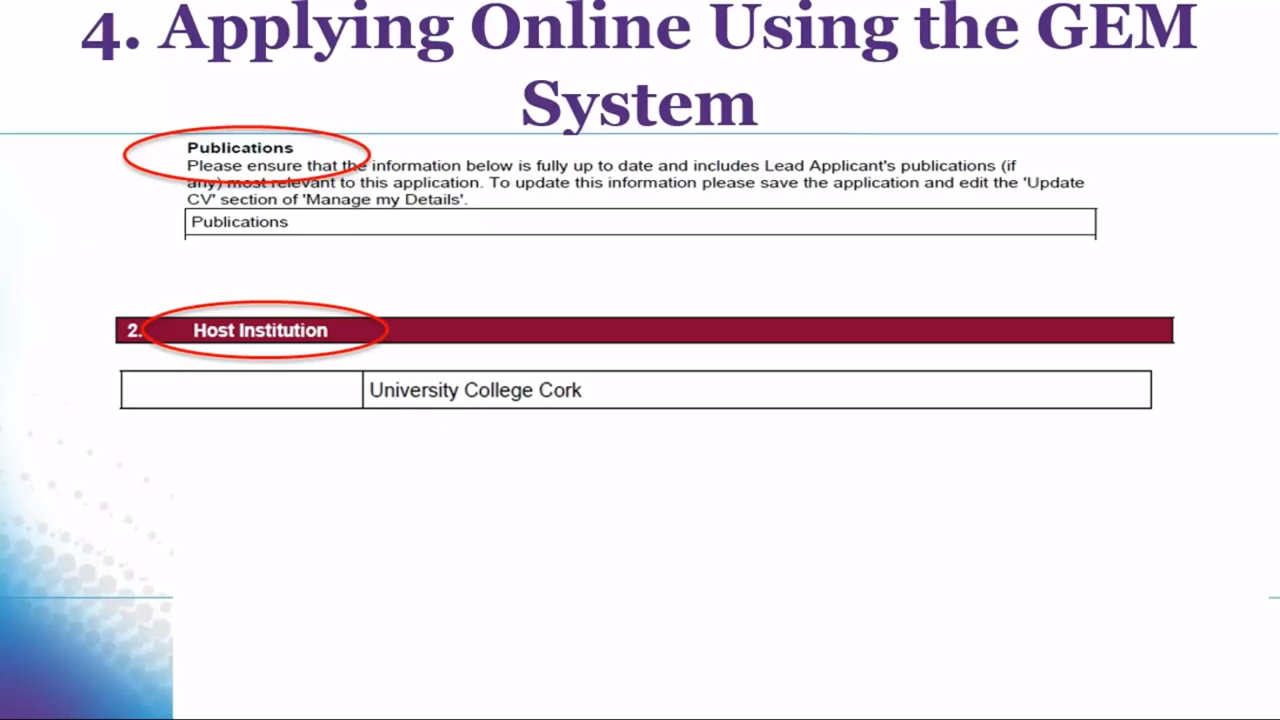 4. Applying Online Using the GEM
System
Publications
Please ensure that the information below is fully up to date and includes Lead Applicant's publications (if
any) most relevant to this application. To update this information please save the application and edit the 'Update
CV' section of 'Manage my Details'.
Publications
2. Host Institution
University College Cork